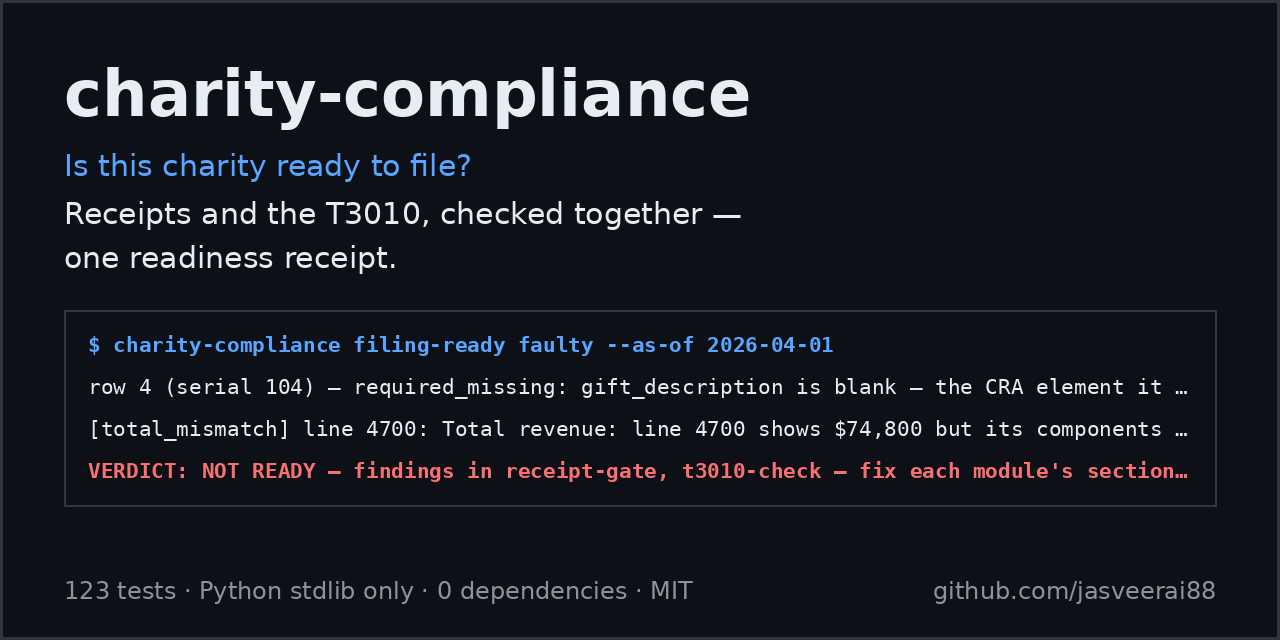 charity-compliance
Is this charity ready to file?
Receipts and the T3010, checked together —
one readiness receipt.
$ charity-compliance filing-ready faulty --as-of 2026-04-01
row 4 (serial 104) — required_missing: gift_description is blank — the CRA element it …
[total_mismatch] line 4700: Total revenue: line 4700 shows $74,800 but its components …
VERDICT: NOT READY — findings in receipt-gate, t3010-check — fix each module's section…
123 tests · Python stdlib only · 0 dependencies · MIT
github.com/jasveerai88